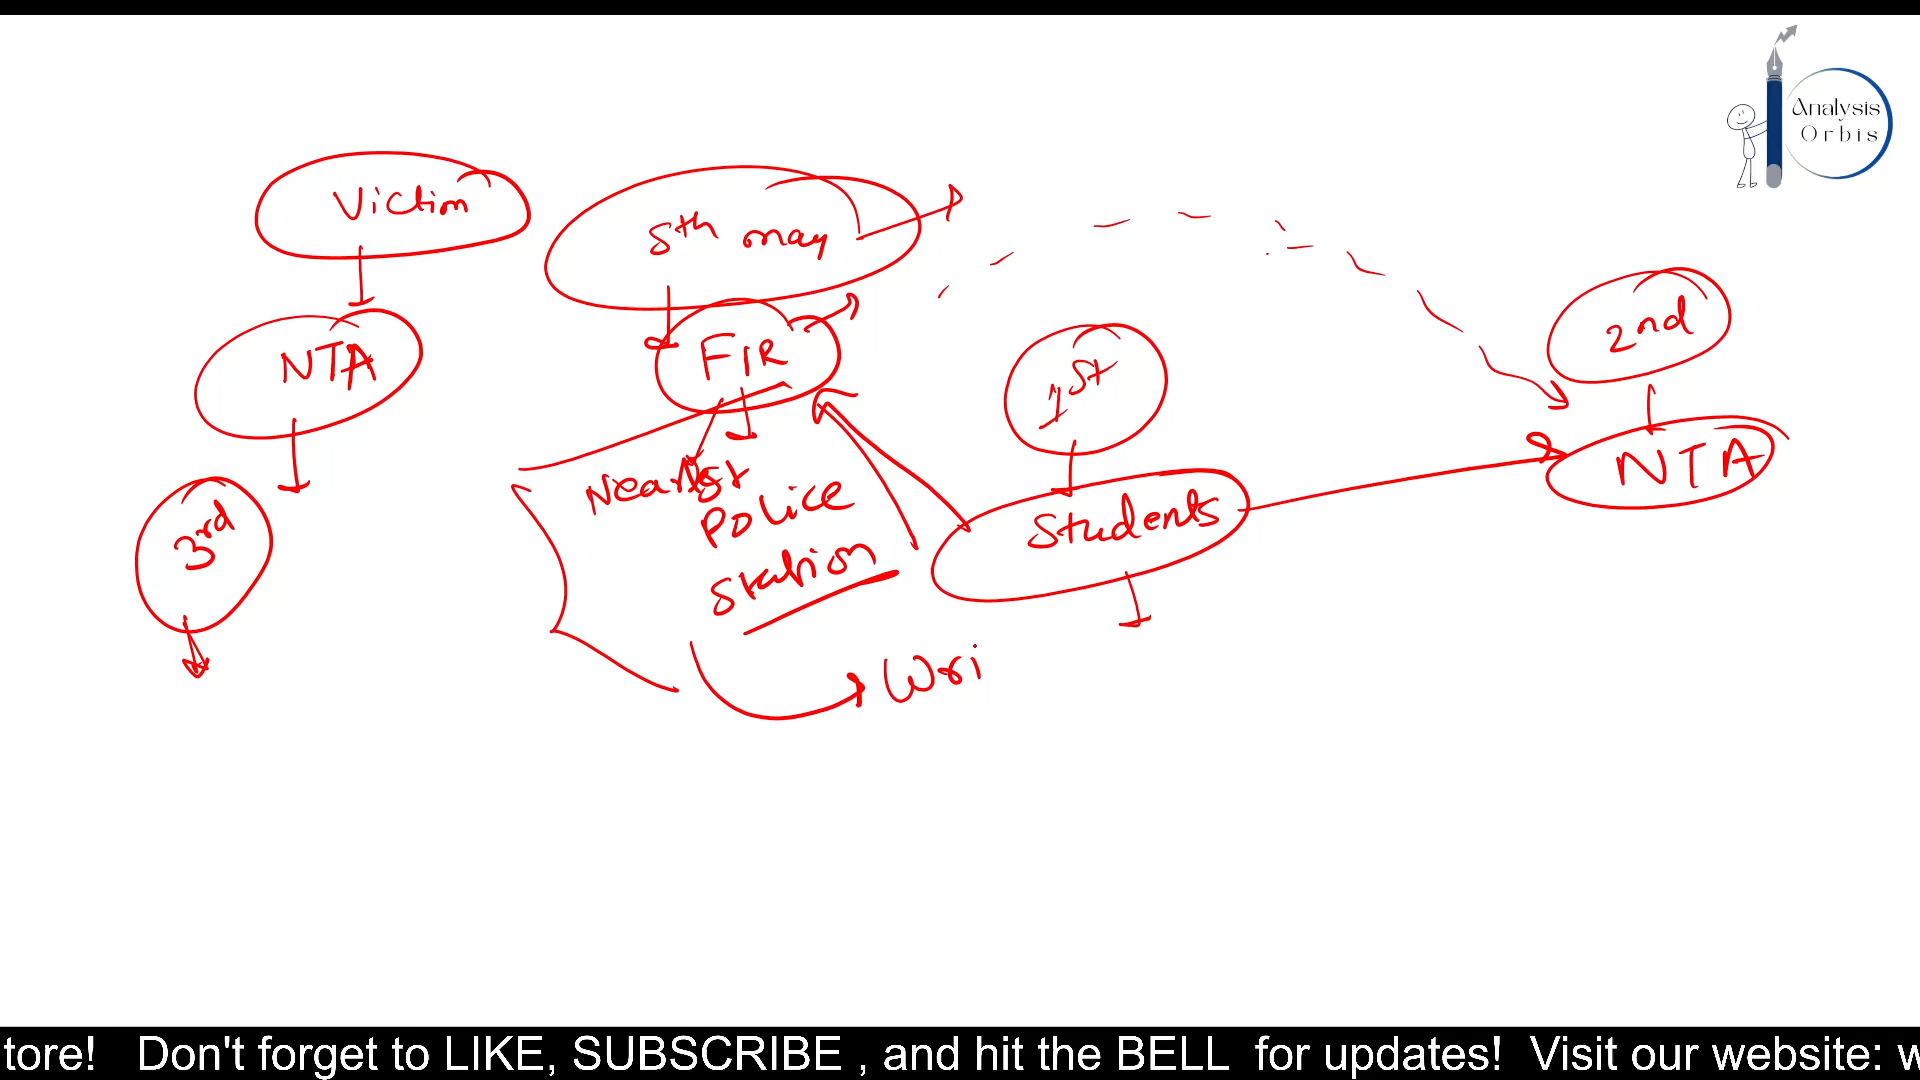 Analysis
Orbis
Victim
5th may
NTA
FIR
1st
2nd
NTA
3rd
Nearest
Police
Station
Students
Wri
tore! Don't forget to LIKE, SUBSCRIBE , and hit the BELL for updates! Visit our website: w